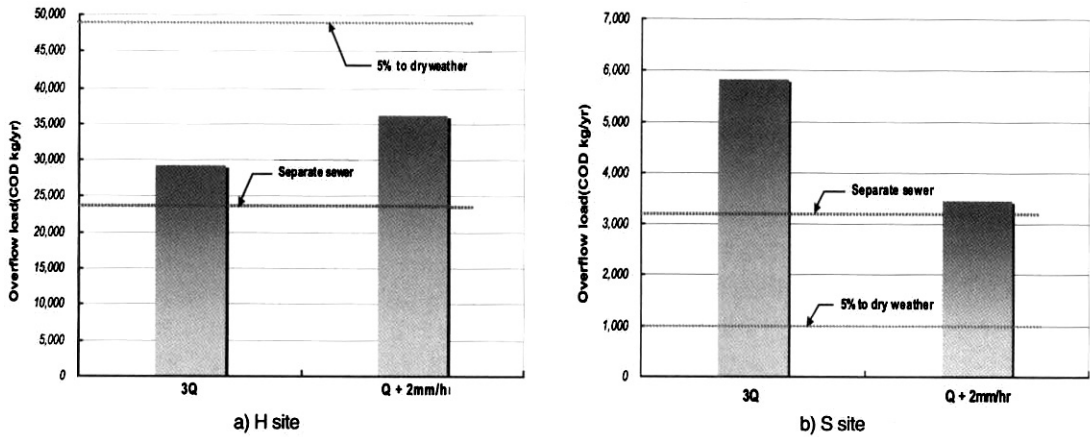 50,000
45,000
40,000
35,000
30,000
25,000
20,000
15,000
10,000
5,000
0
Overflow load(COD kg/yr)
5% to dryweather
Separate sewer
3Q
Q + 2mm/hı
a) H site
7,000
6,000
5,000
4,000
3,000
2,000
1,000
0
Overflow load(COD kg/yr)
Separate sewer
5% to dry weather
3Q
Q + 2mm/hr
b) S site